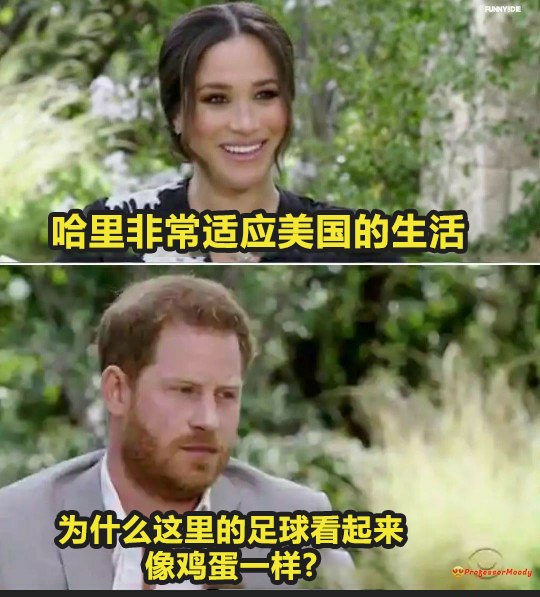 FUNNYSIDE
哈里非常适应美国的生活
为什么这里的足球看起来
像鸡蛋一样?
ProfessorMoody